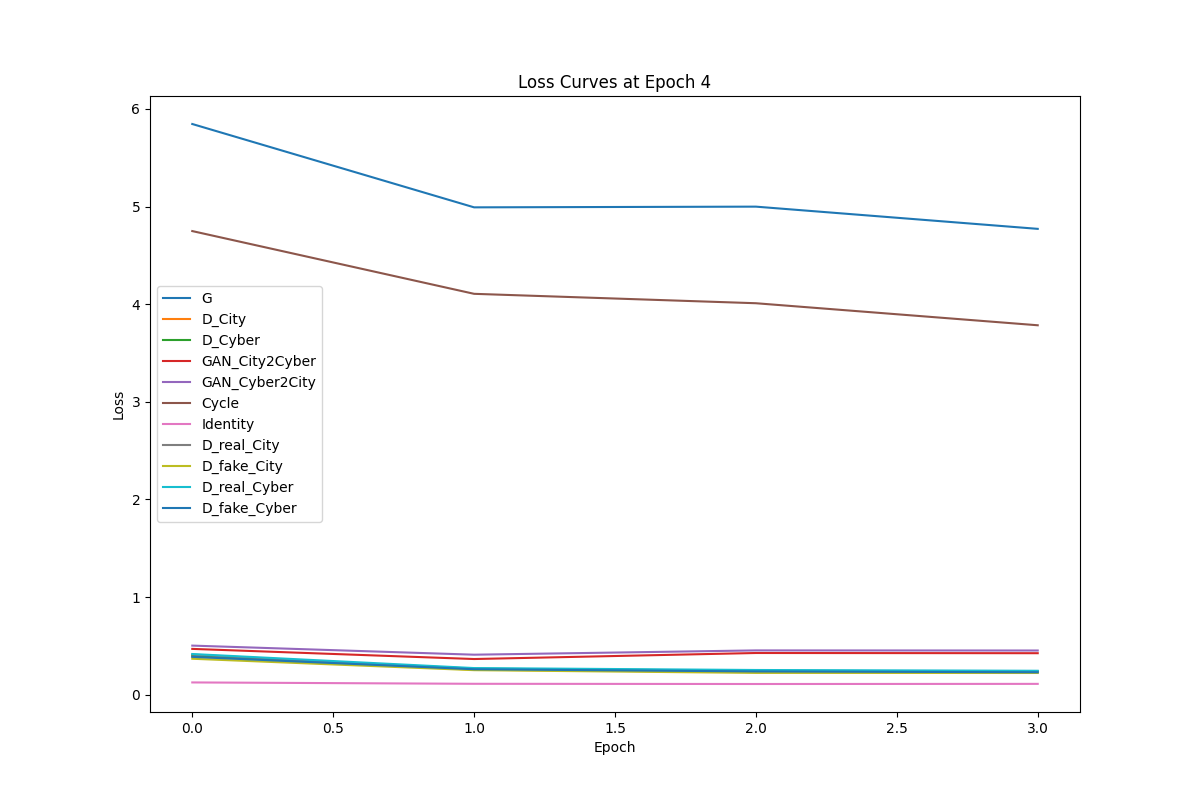 Loss Curves at Epoch 4
6
5
4
3
2
1
0
Loss
G
D_City
D_Cyber
GAN_City2Cyber
GAN_Cyber2City
Cycle
Identity
D_real_City
D_fake_City
D_real_Cyber
D_fake_Cyber
0.0 0.5 1.0 1.5 2.0 2.5 3.0
Epoch